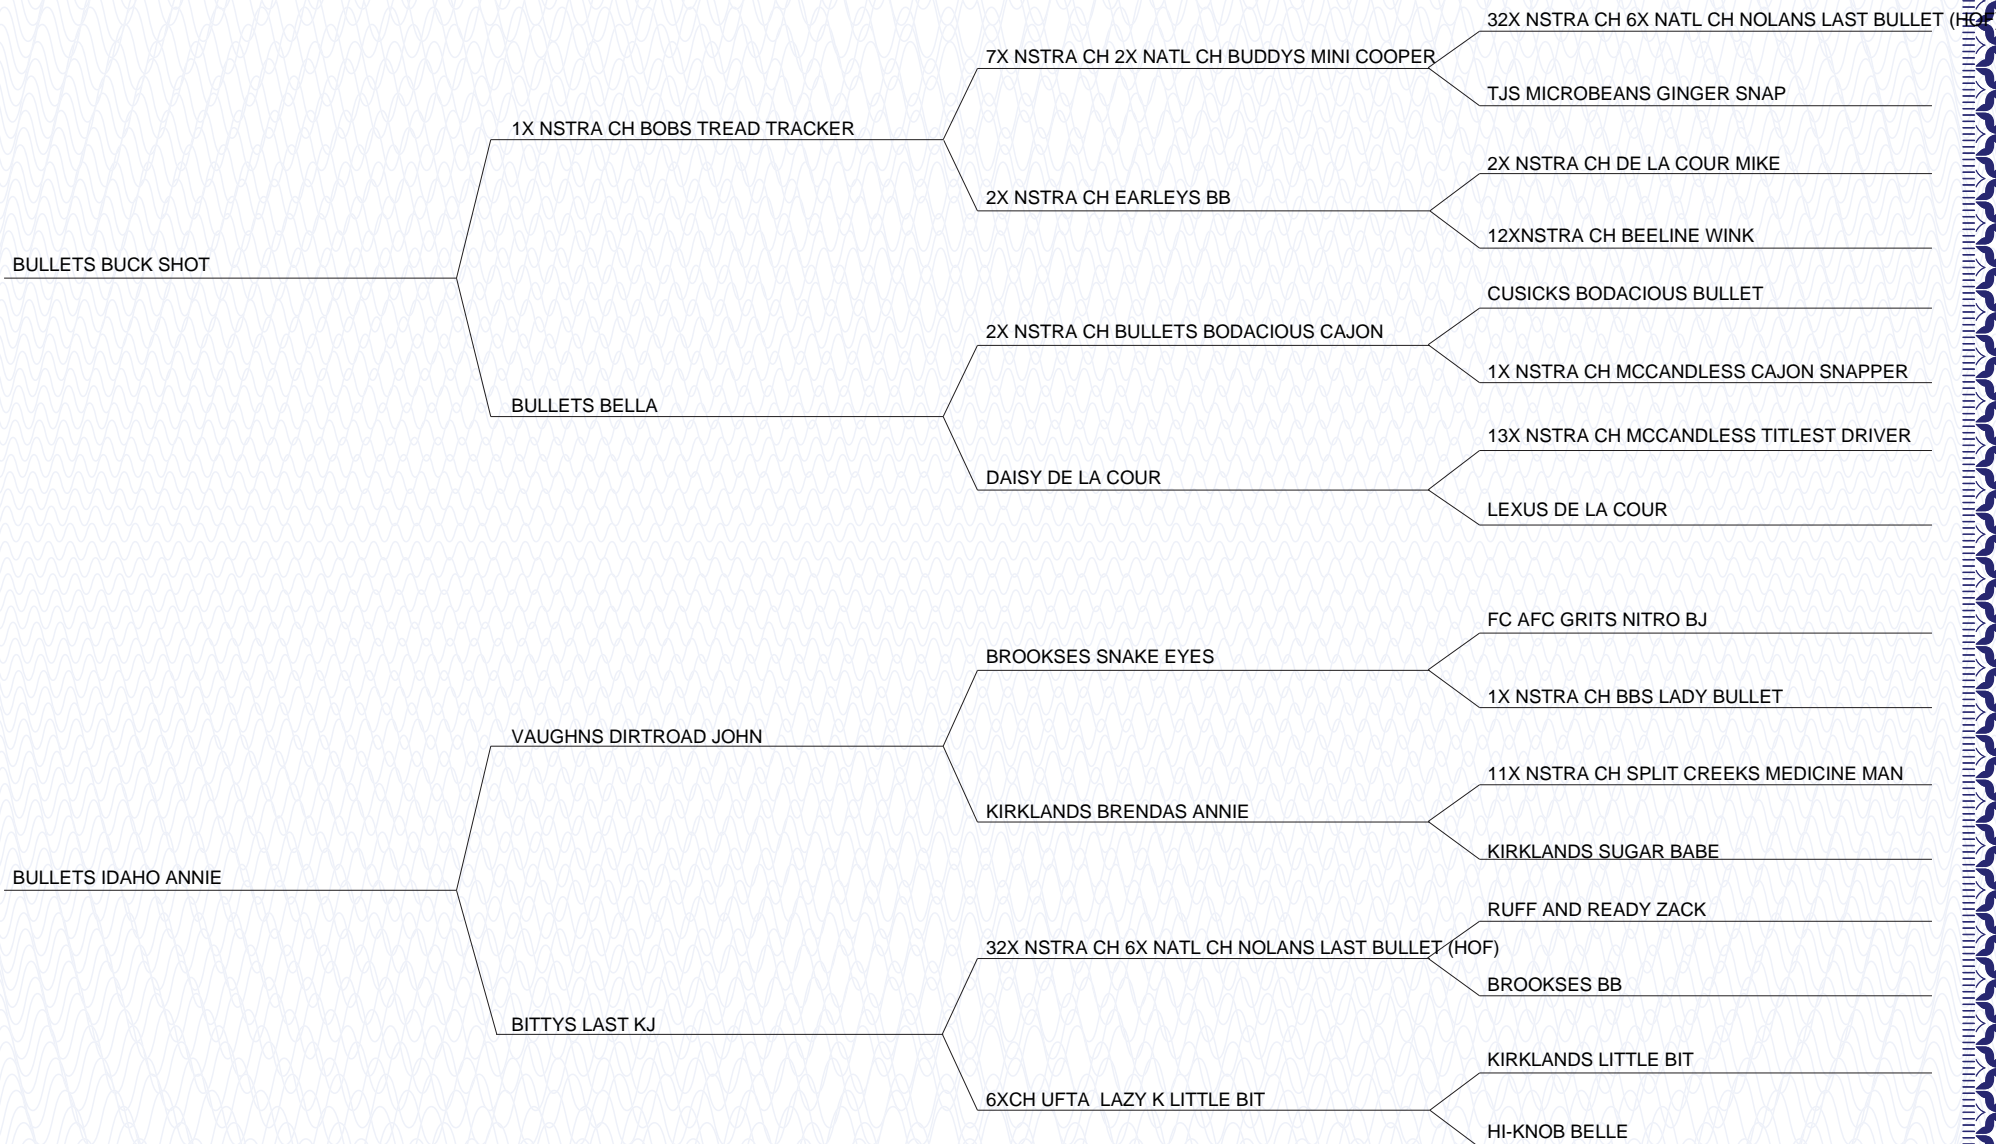 32X NSTRA CH 6X NATL CH NOLANS LAST BULLET (HOF
7X NSTRA CH 2X NATL CH BUDDYS MINI COOPER
TJS MICROBEANS GINGER SNAP
1X NSTRA CH BOBS TREAD TRACKER
2X NSTRA CH DE LA COUR MIKE
2X NSTRA CH EARLEYS BB
12XNSTRA CH BEELINE WINK
BULLETS BUCK SHOT
CUSICKS BODACIOUS BULLET
2X NSTRA CH BULLETS BODACIOUS CAJON
1X NSTRA CH MCCANDLESS CAJON SNAPPER
BULLETS BELLA
13X NSTRA CH MCCANDLESS TITLEST DRIVER
DAISY DE LA COUR
LEXUS DE LA COUR
FC AFC GRITS NITRO BJ
BROOKSES SNAKE EYES
1X NSTRA CH BBS LADY BULLET
VAUGHNS DIRTROAD JOHN
11X NSTRA CH SPLIT CREEKS MEDICINE MAN
KIRKLANDS BRENDAS ANNIE
KIRKLANDS SUGAR BABE
BULLETS IDAHO ANNIE
RUFF AND READY ZACK
32X NSTRA CH 6X NATL CH NOLANS LAST BULLET (HOF)
BROOKSES BB
BITTYS LAST KJ
KIRKLANDS LITTLE BIT
6XCH UFTA  LAZY K LITTLE BIT
HI-KNOB BELLE